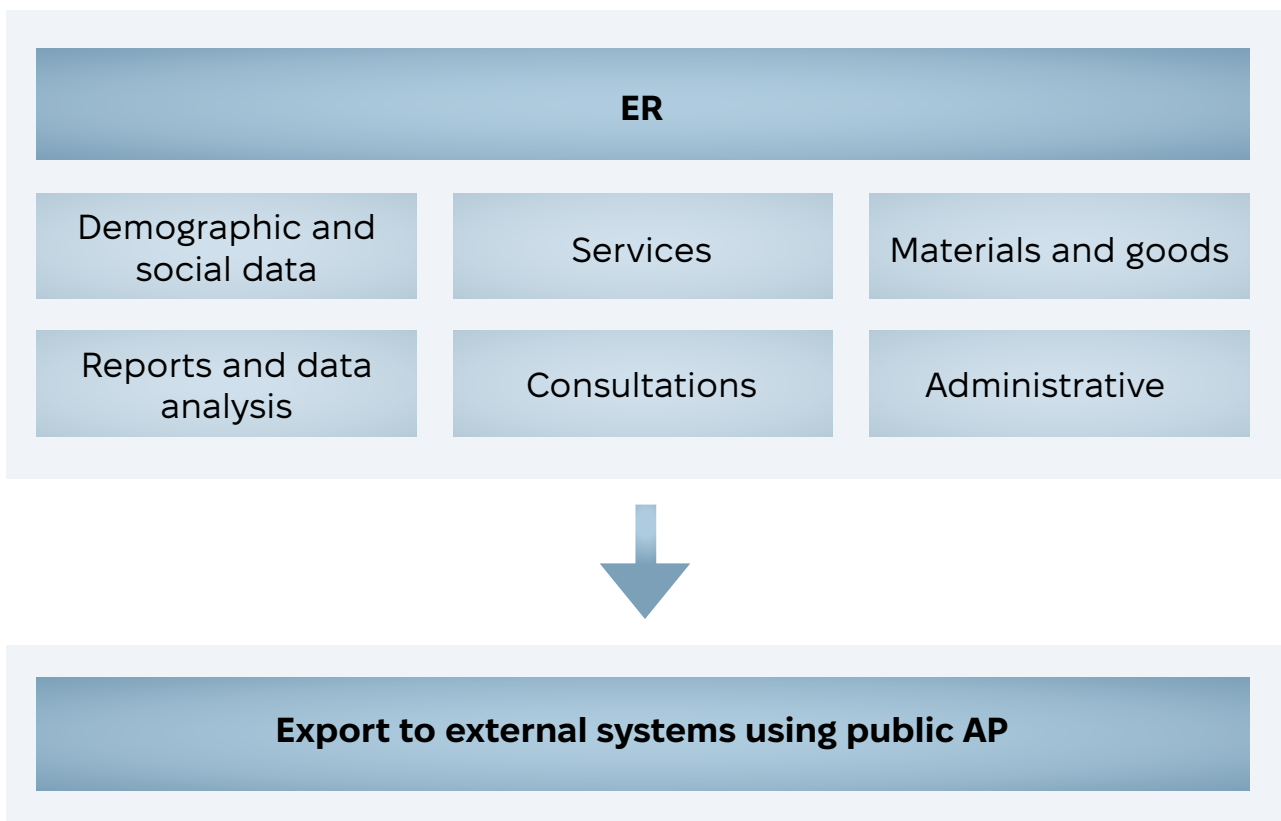 ER
Demographic and
social data
Services
Materials and goods
Reports and data
analysis
Consultations
Administrative
Export to external systems using public AP